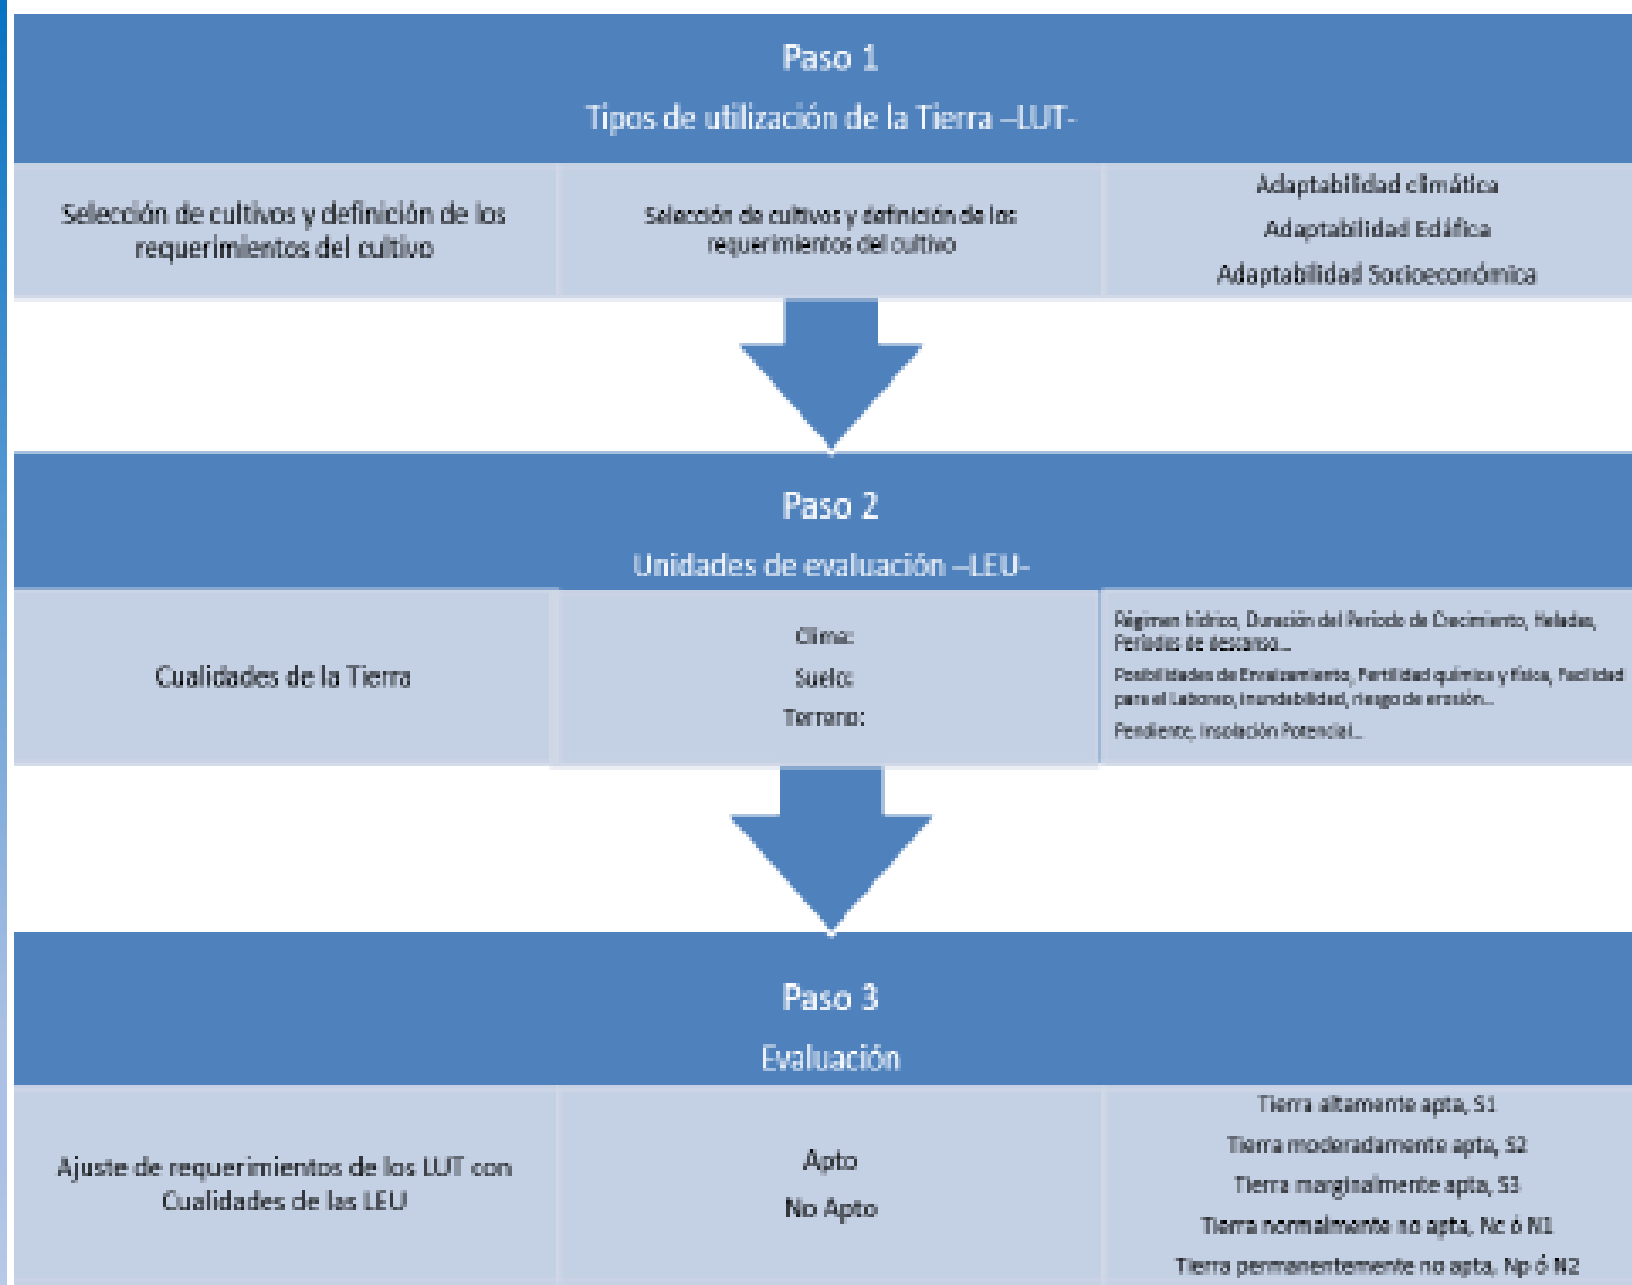 Paso 1
Tipos de utilización de la Tierra –LUT-
Selección de cultivos y definición de los
requerimientos del cultivo
Selección de cultivos y definición de los
requerimientos del cultivo
Adaptabilidad climática
Adaptabilidad Edáfica
Adaptabilidad Socioeconómica
Paso 2
Unidades de evaluación –LEU-
Cualidades de la Tierra
Clima:
Suelo:
Terreno:
Régimen hídrico, Duración del Periodo de Crecimiento, Heladas,
Periodos de descanso...
Posibilidades de Enraizamiento, Fertilidad química y física, Facilidad
para el Laboreo, inundabilidad, riesgo de erosión...
Pendiente, Insolación Potencial...
Paso 3
Evaluación
Ajuste de requerimientos de los LUT con
Cualidades de las LEU
Apto
No Apto
Tierra altamente apta, S1
Tierra moderadamente apta, S2
Tierra marginalmente apta, S3
Tierra normalmente no apta, Nc ó N1
Tierra permanentemente no apta, Np ó N2